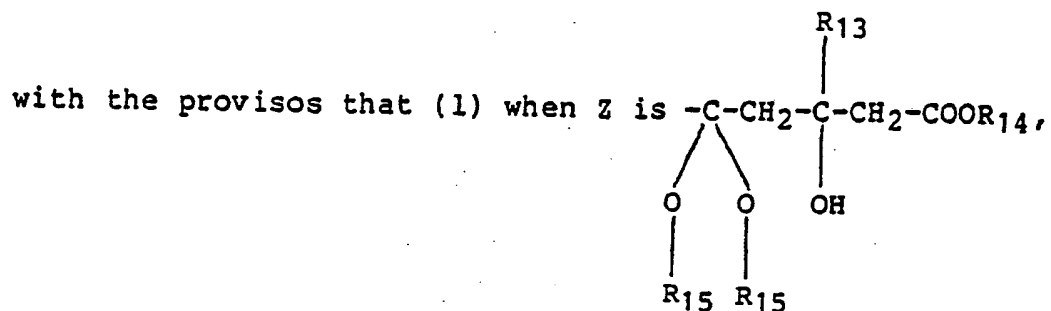 R13
with the provisos that (1) when Z is -C-CH2-C-CH2-COOR14,
O O OH
R15 R15